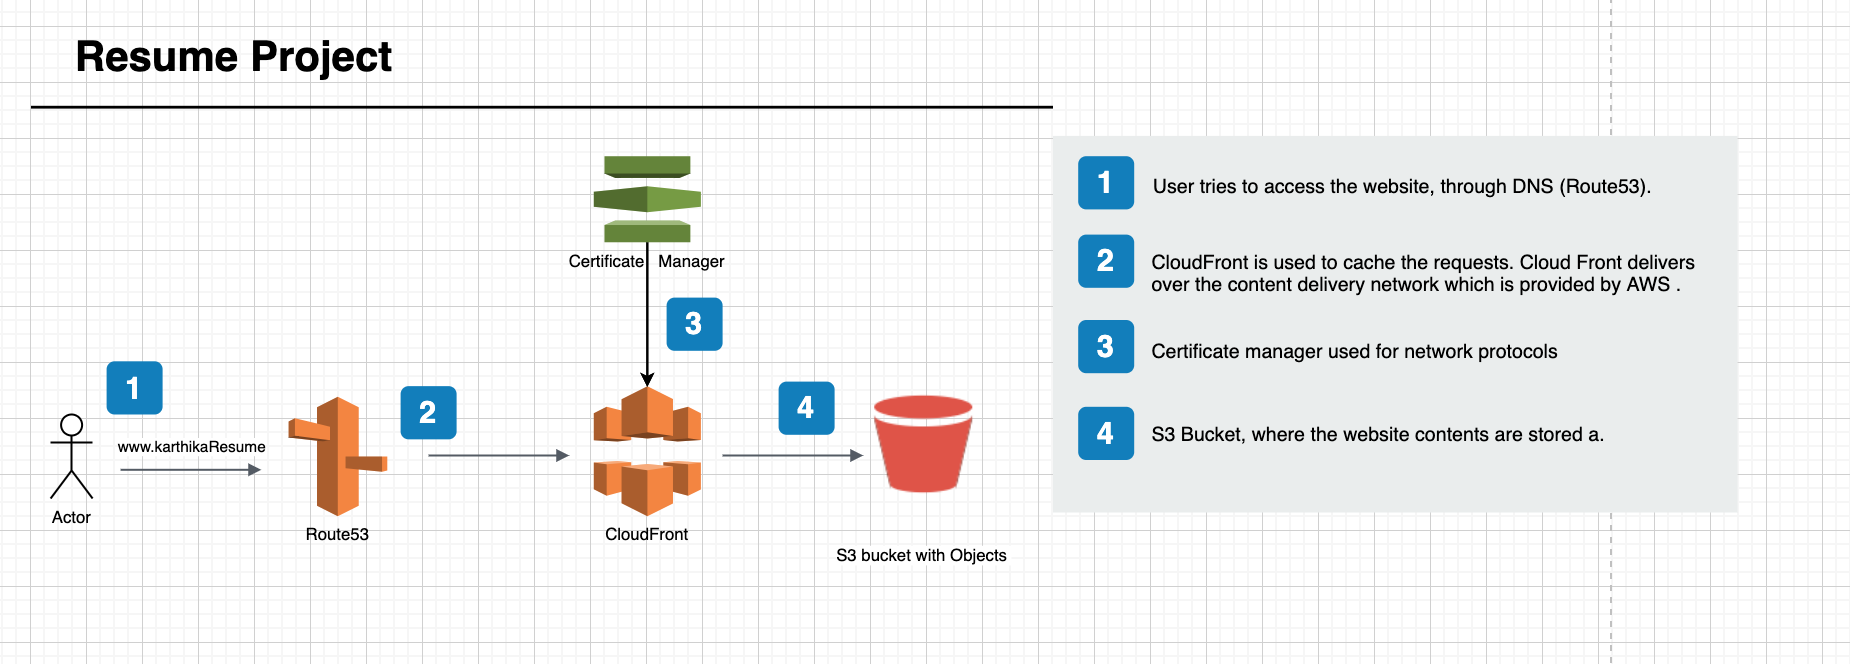 Resume Project
Certificate Manager
3
1
www.karthikaResume
Actor
Route53
2
CloudFront
4
S3 bucket with Objects
1
User tries to access the website, through DNS (Route53).
2
CloudFront is used to cache the requests. Cloud Front delivers
over the content delivery network which is provided by AWS .
3
Certificate manager used for network protocols
4
S3 Bucket, where the website contents are stored a.